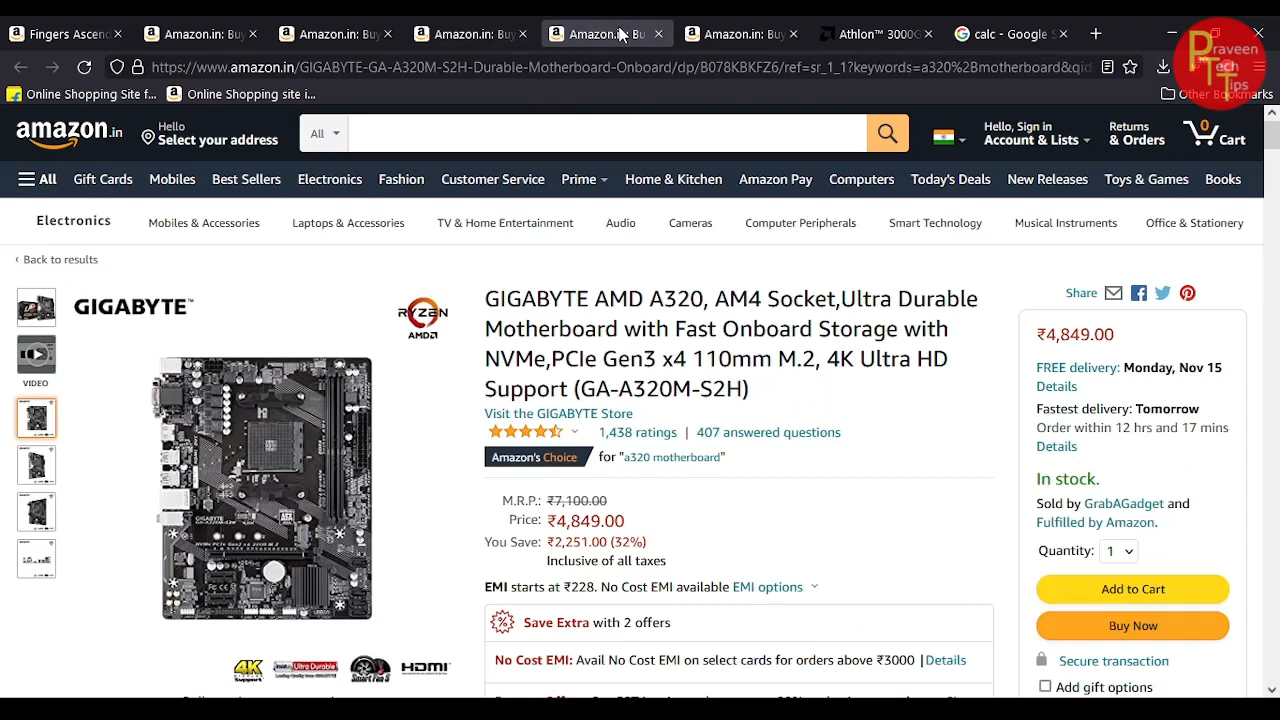 Fingers Ascend
Amazon.in: Buy
Amazon.in: Buy
Amazon.in: Buy
Amazon.in: Bu
Amazon.in: Buy
Athlon™ 3000G
calc - Google S
Praveen
Tech
Tips
https://www.amazon.in/GIGABYTE-GA-A320M-S2H-Durable-Motherboard-Onboard/dp/B078KBKFZ6/ref=sr_1_1?keywords=a320%2Bmotherboard&qid
Online Shopping Site f...
Online Shopping site i...
Other Bookmarks
amazon.in
Hello
Select your address
All
Hello, Sign in
Account & Lists
Returns
& Orders
0
Cart
All
Gift Cards
Mobiles
Best Sellers
Electronics
Fashion
Customer Service
Prime
Home & Kitchen
Amazon Pay
Computers
Today's Deals
New Releases
Toys & Games
Books
Electronics
Mobiles & Accessories
Laptops & Accessories
TV & Home Entertainment
Audio
Cameras
Computer Peripherals
Smart Technology
Musical Instruments
Office & Stationery
‹ Back to results
VIDEO
GIGABYTE™
RYZEN
AMD
4K
HDMI
GIGABYTE AMD A320, AM4 Socket,Ultra Durable
Motherboard with Fast Onboard Storage with
NVMe,PCIe Gen3 x4 110mm M.2, 4K Ultra HD
Support (GA-A320M-S2H)
Visit the GIGABYTE Store
1,438 ratings | 407 answered questions
Amazon's Choice for "a320 motherboard"
M.R.P.: ₹7,100.00
Price: ₹4,849.00
You Save: ₹2,251.00 (32%)
Inclusive of all taxes
EMI starts at ₹228. No Cost EMI available EMI options
Save Extra with 2 offers
No Cost EMI: Avail No Cost EMI on select cards for orders above ₹3000 | Details
Share
₹4,849.00
FREE delivery: Monday, Nov 15
Details
Fastest delivery: Tomorrow
Order within 12 hrs and 17 mins
Details
In stock.
Sold by GrabAGadget and
Fulfilled by Amazon.
Quantity: 1
Add to Cart
Buy Now
Secure transaction
Add gift options